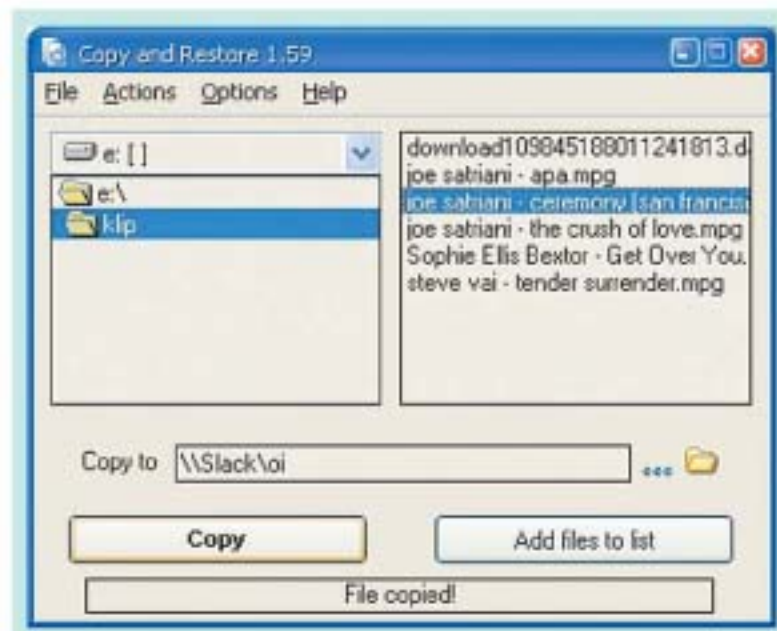 Copy and Restore 1.59
File Actions Options Help
e: [ ]
e:\
klip
download109845188011241813.d
joe satriani - apa.mpg
joe satriani - ceremony [san francis
joe satriani - the crush of love.mpg
Sophie Ellis Bextor - Get Over You.
steve vai - tender surrender.mpg
Copy to \\Slack\oi ...
Copy
Add files to list
File copied!